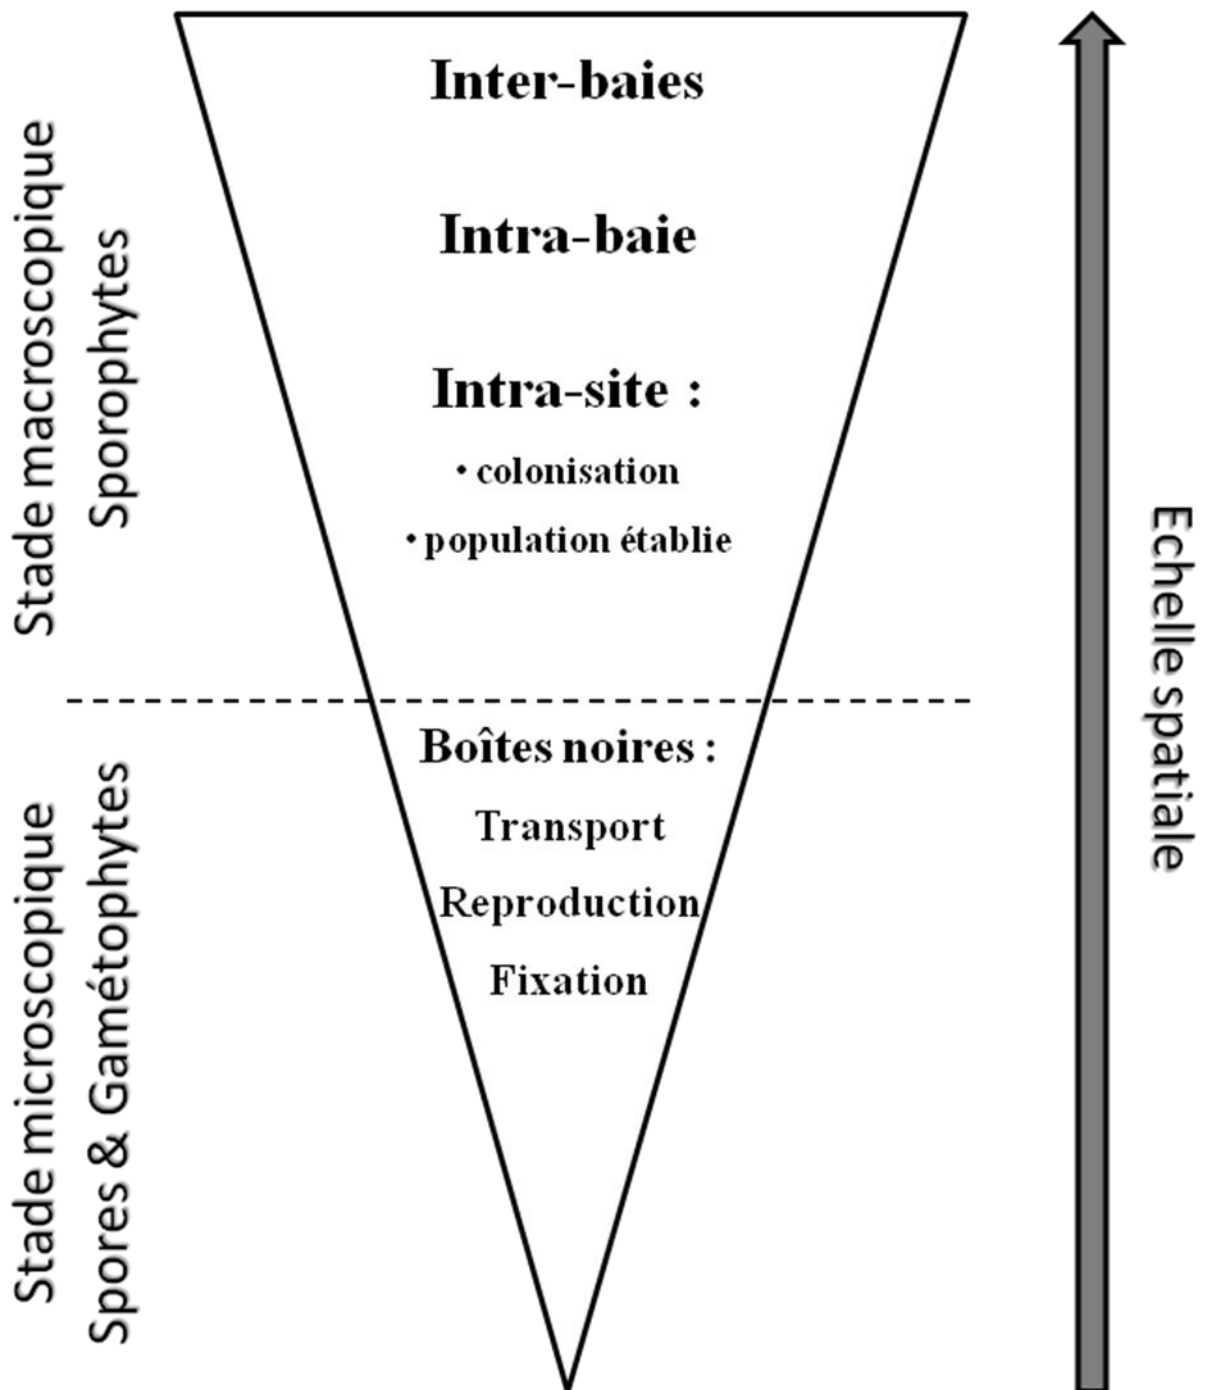 Stade macroscopique
Sporophytes
Inter-baies
Intra-baie
Intra-site :
• colonisation
• population établie
Stade microscopique
Spores & Gamétophytes
Boîtes noires :
Transport
Reproduction
Fixation
Echelle spatiale